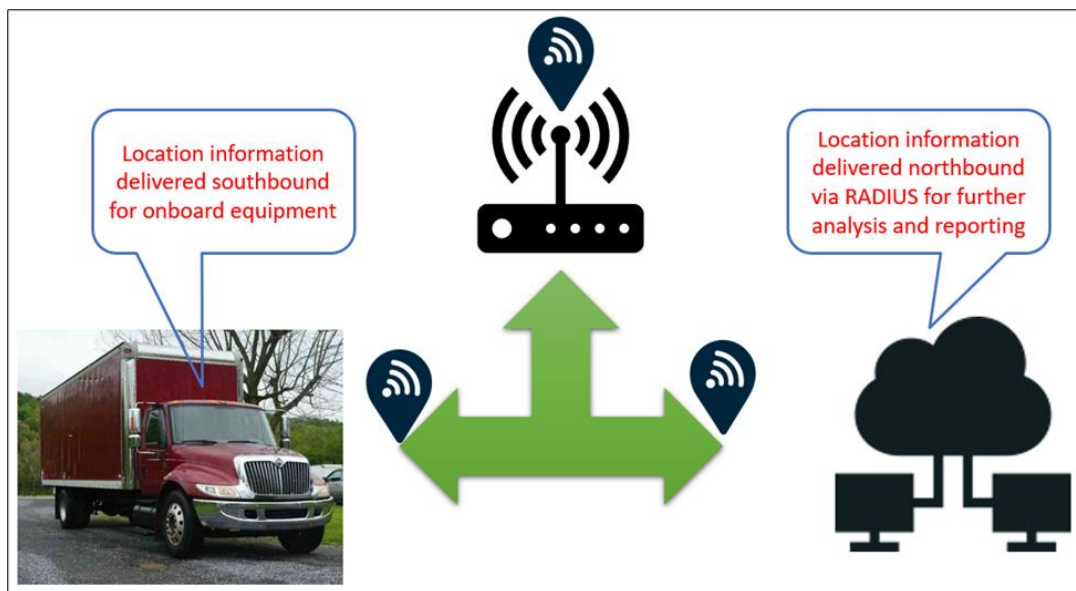 Location information
delivered southbound
for onboard equipment
Location information
delivered northbound
via RADIUS for further
analysis and reporting